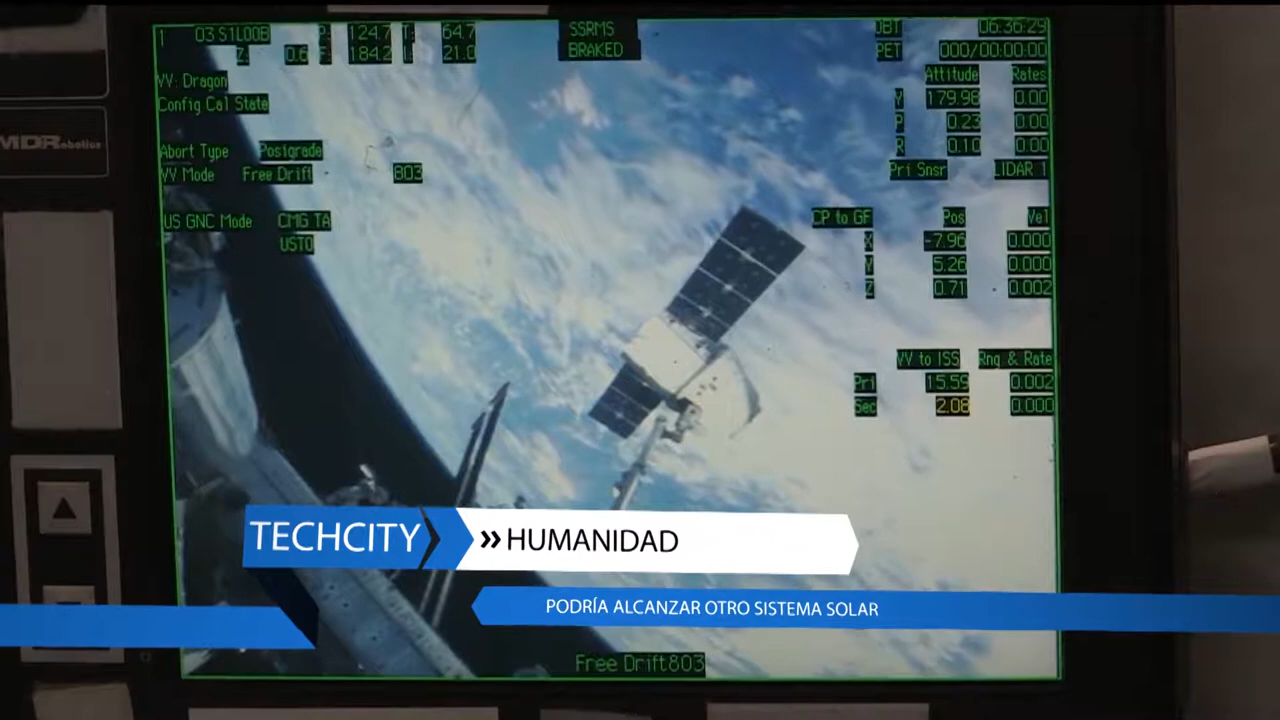 1 03 S1L00B P: 124.7 T: 64.7
Z: 0.6 F: 184.2 I: 21.0
SSRMS
BRAKED
JBT 06:36:29
PET 000/00:00:00
VV: Dragon
Config Cal State
Abort Type Posigrade
VV Mode Free Drift 803
US GNC Mode CMG TA
USTO
Attitude Rates
Y 179.98 0.00
P 0.23 0.00
R 0.10 0.00
Pri Snsr LIDAR 1
CP to GF Pos Vel
X -7.96 0.000
Y 5.26 0.000
Z 0.71 0.002
VV to ISS Rng & Rate
Pri 15.59 0.002
Sec 2.08 0.000
MDRobotics
TECHCITY » HUMANIDAD
PODRÍA ALCANZAR OTRO SISTEMA SOLAR
Free Drift803